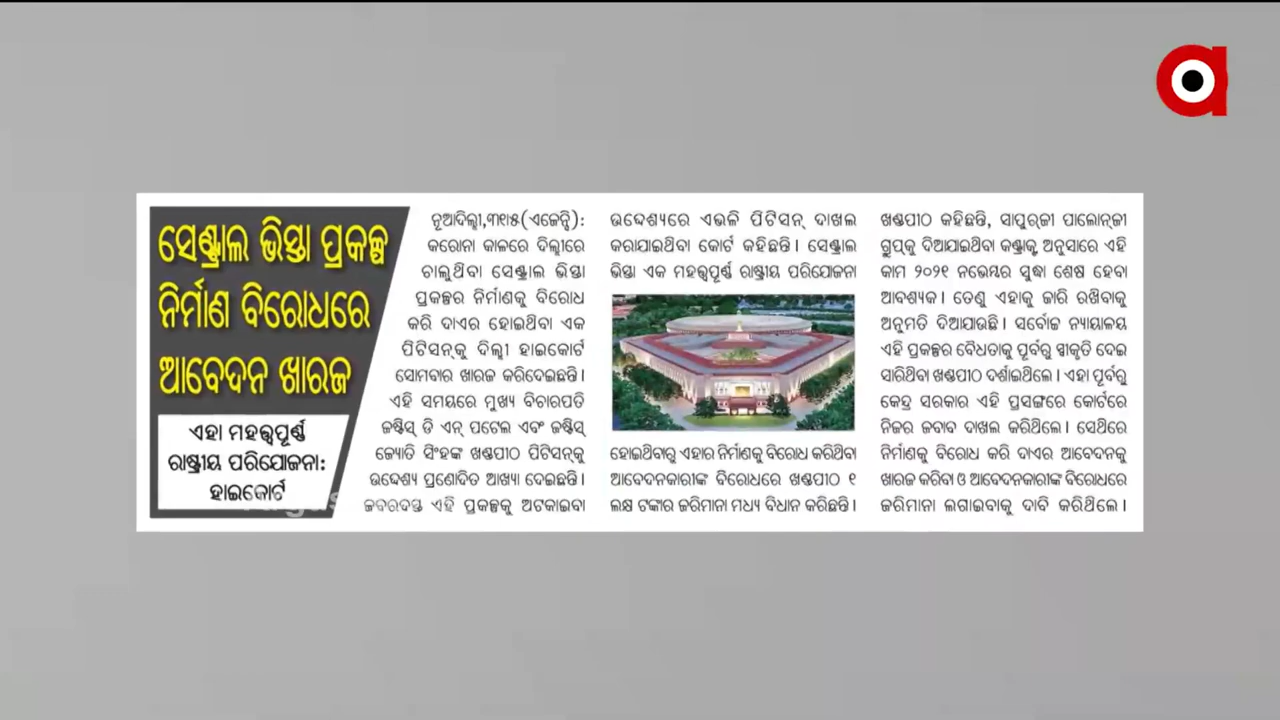 ସେଣ୍ଟ୍ରାଲ ଭିସ୍ତା ପ୍ରକଳ୍ପ
ନିର୍ମାଣ ବିରୋଧରେ
ଆବେଦନ ଖାରଜ
ଏହା ମହତ୍ତ୍ୱପୂର୍ଣ୍ଣ
ରାଷ୍ଟ୍ରୀୟ ପରିଯୋଜନା:
ହାଇକୋର୍ଟ
ନୂଆଦିଲ୍ଲୀ,୩୧।୫(ଏଜେନ୍ସି):
କରୋନା କାଳରେ ଦିଲ୍ଲୀରେ
ଚାଲୁଥିବା ସେଣ୍ଟ୍ରାଲ ଭିସ୍ତା
ପ୍ରକଳ୍ପର ନିର୍ମାଣକୁ ବିରୋଧ
କରି ଦାଏର ହୋଇଥିବା ଏକ
ପିଟିସନ୍‌କୁ ଦିଲ୍ଲୀ ହାଇକୋର୍ଟ
ସୋମବାର ଖାରଜ କରିଦେଇଛନ୍ତି।
ଏହି ସମୟରେ ମୁଖ୍ୟ ବିଚାରପତି
ଜଷ୍ଟିସ୍ ଡି ଏନ୍ ପଟେଲ ଏବଂ ଜଷ୍ଟିସ୍
ଜ୍ୟୋତି ସିଂହଙ୍କ ଖଣ୍ଡପୀଠ ପିଟିସନ୍‌କୁ
ଉଦ୍ଦେଶ୍ୟ ପ୍ରଣୋଦିତ ଆଖ୍ୟା ଦେଇଛନ୍ତି।
ଜବରଦସ୍ତ ଏହି ପ୍ରକଳ୍ପକୁ ଅଟକାଇବା
ଉଦ୍ଦେଶ୍ୟରେ ଏଭଳି ପିଟିସନ୍ ଦାଖଲ
କରାଯାଇଥିବା କୋର୍ଟ କହିଛନ୍ତି। ସେଣ୍ଟ୍ରାଲ
ଭିସ୍ତା ଏକ ମହତ୍ତ୍ୱପୂର୍ଣ୍ଣ ରାଷ୍ଟ୍ରୀୟ ପରିଯୋଜନା
ହୋଇଥିବାରୁ ଏହାର ନିର୍ମାଣକୁ ବିରୋଧ କରିଥିବା
ଆବେଦନକାରୀଙ୍କ ବିରୋଧରେ ଖଣ୍ଡପୀଠ ୧
ଲକ୍ଷ ଟଙ୍କାର ଜରିମାନା ମଧ୍ୟ ବିଧାନ କରିଛନ୍ତି।
ଖଣ୍ଡପୀଠ କହିଛନ୍ତି, ସାପୁର୍‌ଜୀ ପାଲୋନ୍‌ଜୀ
ଗ୍ରୁପ୍‌କୁ ଦିଆଯାଇଥିବା କଣ୍ଟ୍ରାକ୍ଟ ଅନୁସାରେ ଏହି
କାମ ୨୦୨୧ ନଭେମ୍ବର ସୁଦ୍ଧା ଶେଷ ହେବା
ଆବଶ୍ୟକ। ତେଣୁ ଏହାକୁ ଜାରି ରଖିବାକୁ
ଅନୁମତି ଦିଆଯାଉଛି। ସର୍ବୋଚ୍ଚ ନ୍ୟାୟାଳୟ
ଏହି ପ୍ରକଳ୍ପର ବୈଧତାକୁ ପୂର୍ବରୁ ସ୍ୱୀକୃତି ଦେଇ
ସାରିଥିବା ଖଣ୍ଡପୀଠ ଦର୍ଶାଇଥିଲେ। ଏହା ପୂର୍ବରୁ
କେନ୍ଦ୍ର ସରକାର ଏହି ପ୍ରସଙ୍ଗରେ କୋର୍ଟରେ
ନିଜର ଜବାବ ଦାଖଲ କରିଥିଲେ। ସେଥିରେ
ନିର୍ମାଣକୁ ବିରୋଧ କରି ଦାଏର ଆବେଦନକୁ
ଖାରଜ କରିବା ଓ ଆବେଦନକାରୀଙ୍କ ବିରୋଧରେ
ଜରିମାନା ଲଗାଇବାକୁ ଦାବି କରିଥିଲେ।